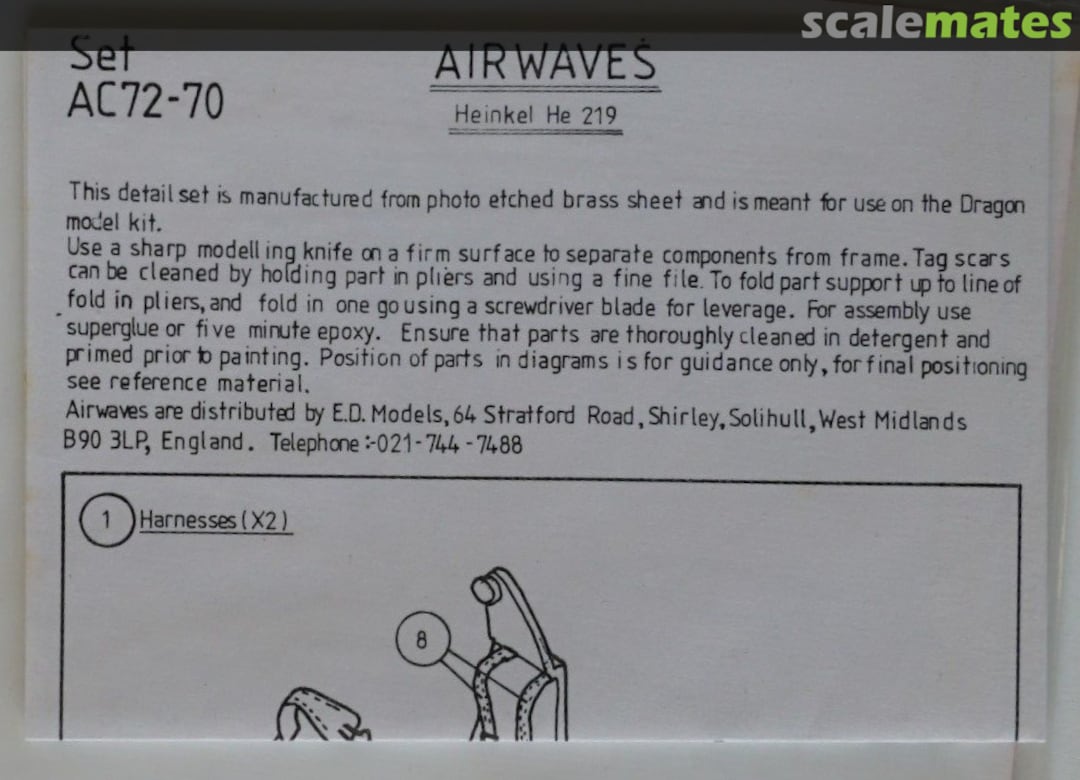 scalemates
Set
AC72-70
AIRWAVES
Heinkel He 219
This detail set is manufactured from photo etched brass sheet and is meant for use on the Dragon
model kit.
Use a sharp modelling knife on a firm surface to separate components from frame. Tag scars
can be cleaned by holding part in pliers and using a fine file. To fold part support up to line of
fold in pliers, and fold in one go using a screwdriver blade for leverage. For assembly use
superglue or five minute epoxy. Ensure that parts are thoroughly cleaned in detergent and
primed prior to painting. Position of parts in diagrams is for guidance only, for final positioning
see reference material.
Airwaves are distributed by E.D. Models, 64 Stratford Road, Shirley, Solihull, West Midlands
B90 3LP, England. Telephone :-021-744-7488
1 Harnesses (X2)
8